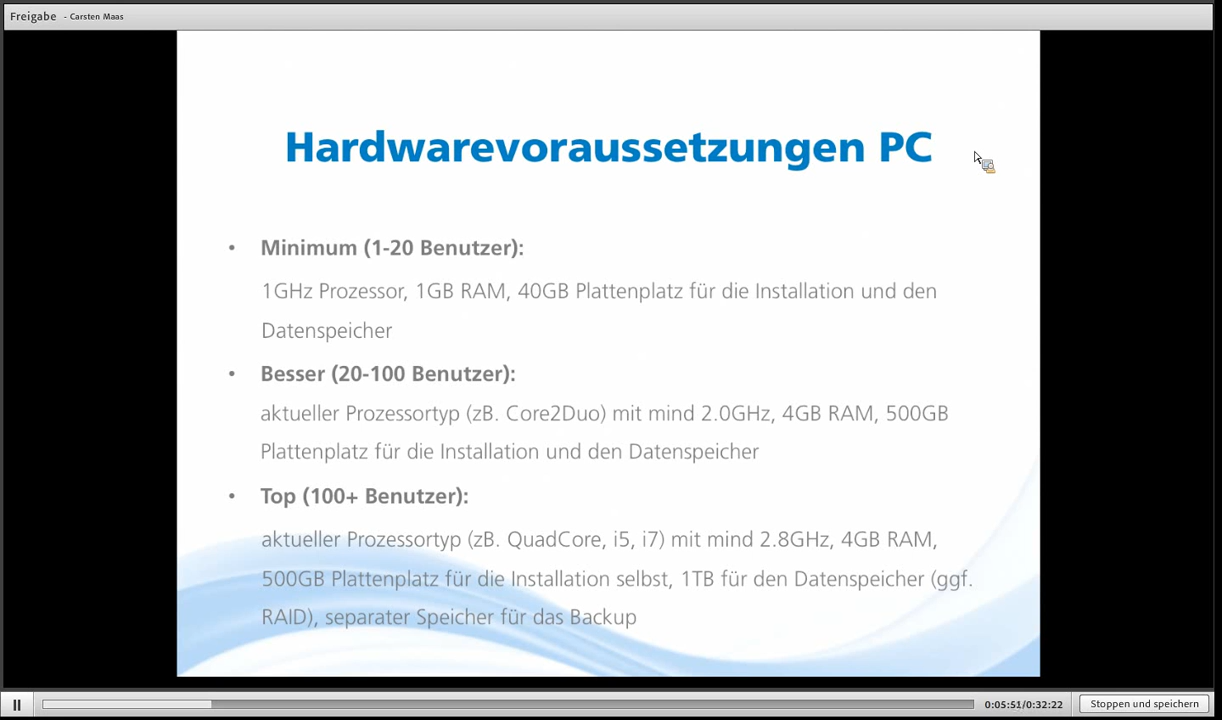 Freigabe - Carsten Maas
Hardwarevoraussetzungen PC
• Minimum (1-20 Benutzer):
1GHz Prozessor, 1GB RAM, 40GB Plattenplatz für die Installation und den
Datenspeicher
• Besser (20-100 Benutzer):
aktueller Prozessortyp (zB. Core2Duo) mit mind 2.0GHz, 4GB RAM, 500GB
Plattenplatz für die Installation und den Datenspeicher
• Top (100+ Benutzer):
aktueller Prozessortyp (zB. QuadCore, i5, i7) mit mind 2.8GHz, 4GB RAM,
500GB Plattenplatz für die Installation selbst, 1TB für den Datenspeicher (ggf.
RAID), separater Speicher für das Backup
0:05:51/0:32:22 Stoppen und speichern